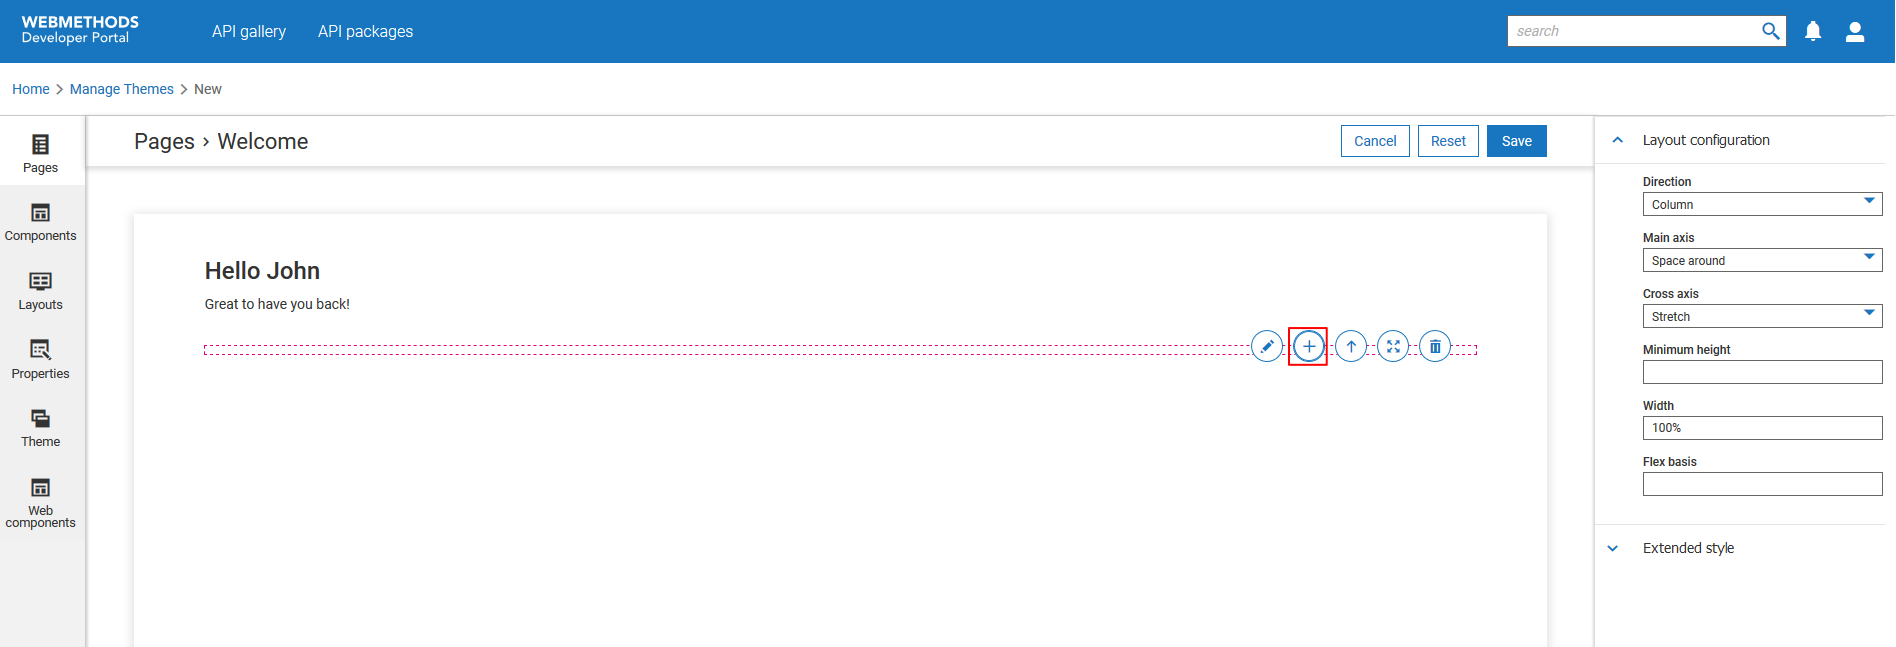 WEBMETHODS
Developer Portal
API gallery
API packages
search
Home > Manage Themes > New
Pages
Components
Layouts
Properties
Theme
Web
components
Pages › Welcome
Cancel
Reset
Save
Hello John
Great to have you back!
Layout configuration
Direction
Column
Main axis
Space around
Cross axis
Stretch
Minimum height
Width
100%
Flex basis
Extended style